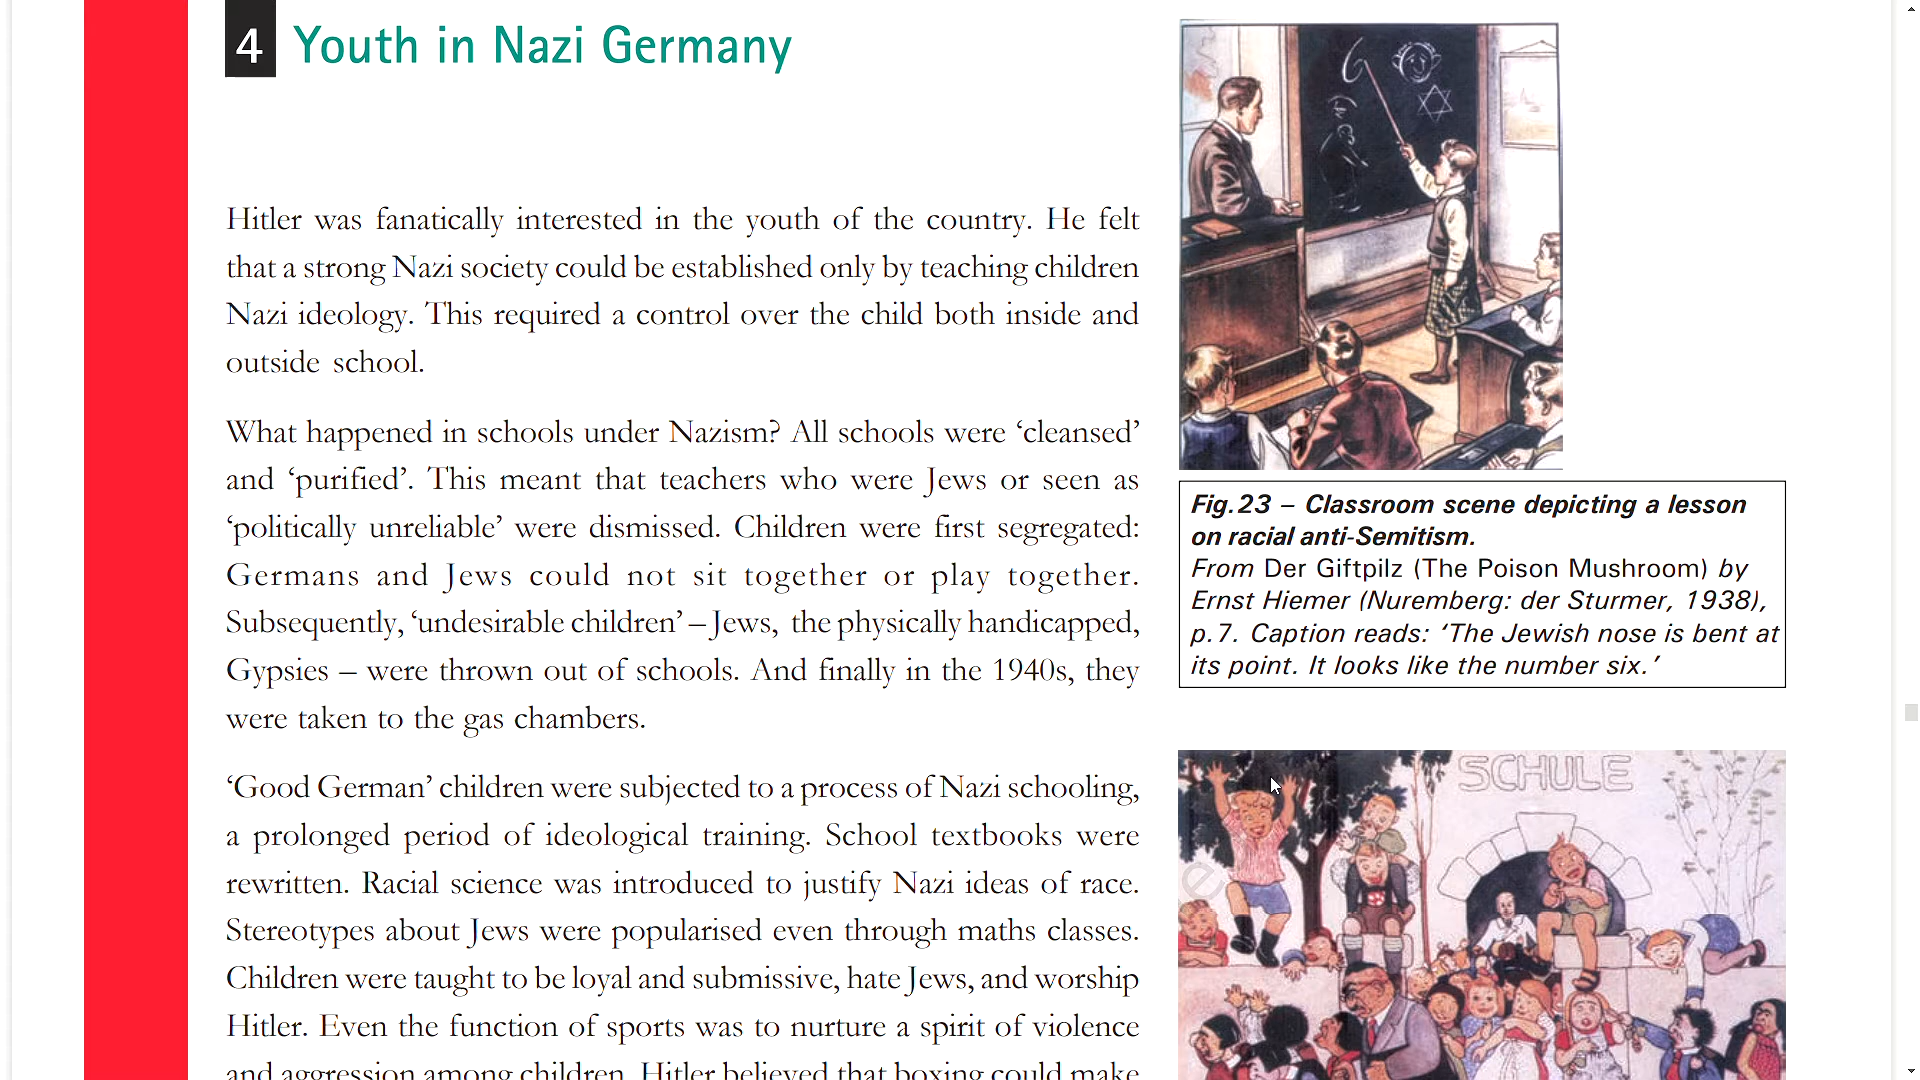 4 Youth in Nazi Germany
Hitler was fanatically interested in the youth of the country. He felt
that a strong Nazi society could be established only by teaching children
Nazi ideology. This required a control over the child both inside and
outside school.
What happened in schools under Nazism? All schools were ‘cleansed’
and ‘purified’. This meant that teachers who were Jews or seen as
‘politically unreliable’ were dismissed. Children were first segregated:
Germans and Jews could not sit together or play together.
Subsequently, ‘undesirable children’ – Jews, the physically handicapped,
Gypsies – were thrown out of schools. And finally in the 1940s, they
were taken to the gas chambers.
‘Good German’ children were subjected to a process of Nazi schooling,
a prolonged period of ideological training. School textbooks were
rewritten. Racial science was introduced to justify Nazi ideas of race.
Stereotypes about Jews were popularised even through maths classes.
Children were taught to be loyal and submissive, hate Jews, and worship
Hitler. Even the function of sports was to nurture a spirit of violence
and aggression among children. Hitler believed that boxing could make
Fig.23 – Classroom scene depicting a lesson
on racial anti-Semitism.
From Der Giftpilz (The Poison Mushroom) by
Ernst Hiemer (Nuremberg: der Sturmer, 1938),
p.7. Caption reads: ‘The Jewish nose is bent at
its point. It looks like the number six.’
SCHULE